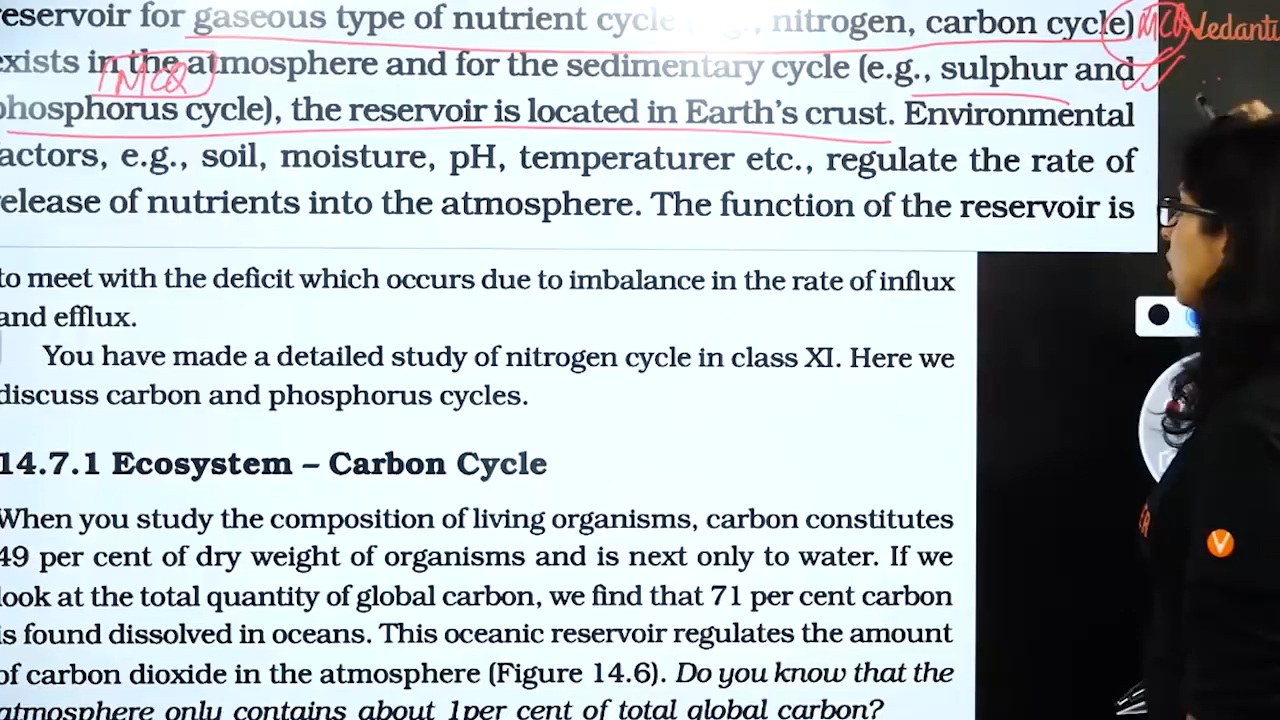 eservoir for gaseous type of nutrient cycle nitrogen, carbon cycle) MCQ Vedantu
exists in the atmosphere and for the sedimentary cycle (e.g., sulphur and
MCQ
phosphorus cycle), the reservoir is located in Earth's crust. Environmental
actors, e.g., soil, moisture, pH, temperaturer etc., regulate the rate of
elease of nutrients into the atmosphere. The function of the reservoir is
to meet with the deficit which occurs due to imbalance in the rate of influx
and efflux.
You have made a detailed study of nitrogen cycle in class XI. Here we
discuss carbon and phosphorus cycles.
14.7.1 Ecosystem – Carbon Cycle
When you study the composition of living organisms, carbon constitutes
49 per cent of dry weight of organisms and is next only to water. If we
look at the total quantity of global carbon, we find that 71 per cent carbon
is found dissolved in oceans. This oceanic reservoir regulates the amount
of carbon dioxide in the atmosphere (Figure 14.6). Do you know that the
atmosphere only contains about 1per cent of total global carbon?
V